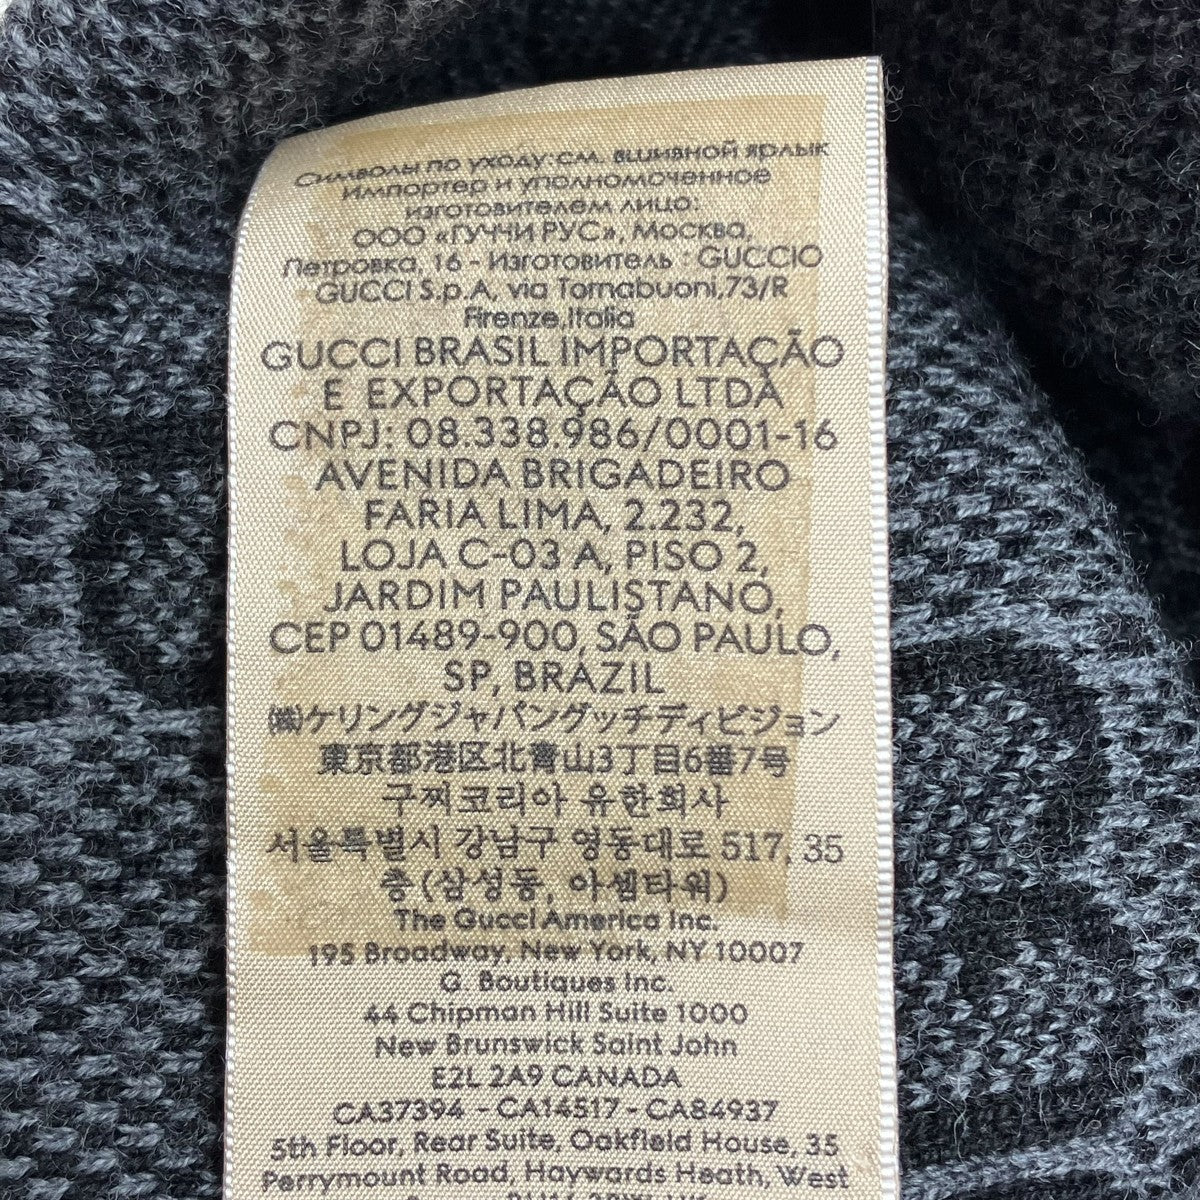 Символы по уходу:см. вшивной ярлык
Импортер и уполномоченное
изготовителем лицо:
ООО «ГУЧЧИ РУС», Москва,
Петровка, 16 - Изготовитель : GUCCIO
GUCCI S.p.A, via Tornabuoni,73/R
Firenze,Italia
GUCCI BRASIL IMPORTAÇÃO
E EXPORTAÇÃO LTDA
CNPJ: 08.338.986/0001-16
AVENIDA BRIGADEIRO
FARIA LIMA, 2.232,
LOJA C-03 A, PISO 2,
JARDIM PAULISTANO,
CEP 01489-900, SÃO PAULO,
SP, BRAZIL
㈱ケリングジャパングッチディビジョン
東京都港区北青山3丁目6番7号
구찌코리아 유한회사
서울특별시 강남구 영동대로 517, 35
층 (삼성동, 아셈타워)
The Gucci America Inc.
195 Broadway, New York, NY 10007
G. Boutiques Inc.
44 Chipman Hill Suite 1000
New Brunswick Saint John
E2L 2A9 CANADA
CA37394 - CA14517 - CA84937
5th Floor, Rear Suite, Oakfield House, 35
Perrymount Road, Haywards Heath, West